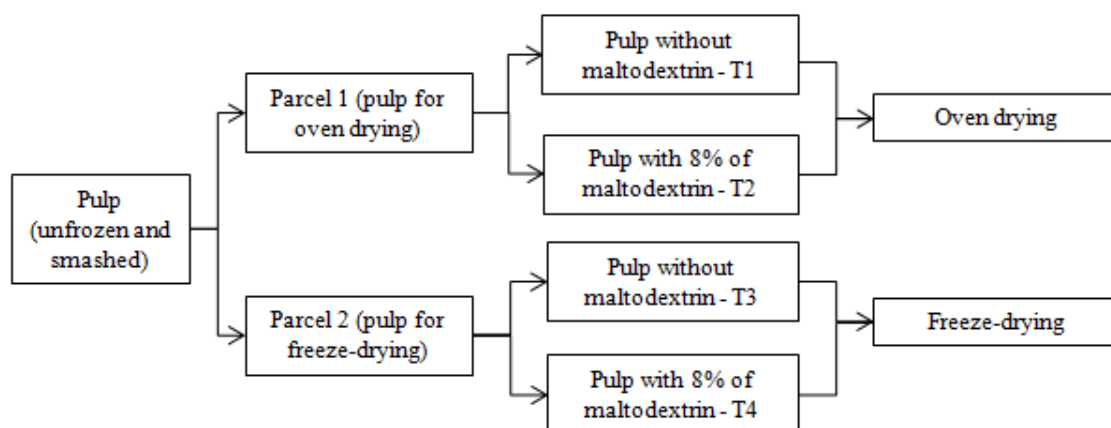 Pulp
(unfrozen and
smashed)
Parcel 1 (pulp for
oven drying)
Parcel 2 (pulp for
freeze-drying)
Pulp without
maltodextrin - T1
Pulp with 8% of
maltodextrin - T2
Pulp without
maltodextrin - T3
Pulp with 8% of
maltodextrin - T4
Oven drying
Freeze-drying